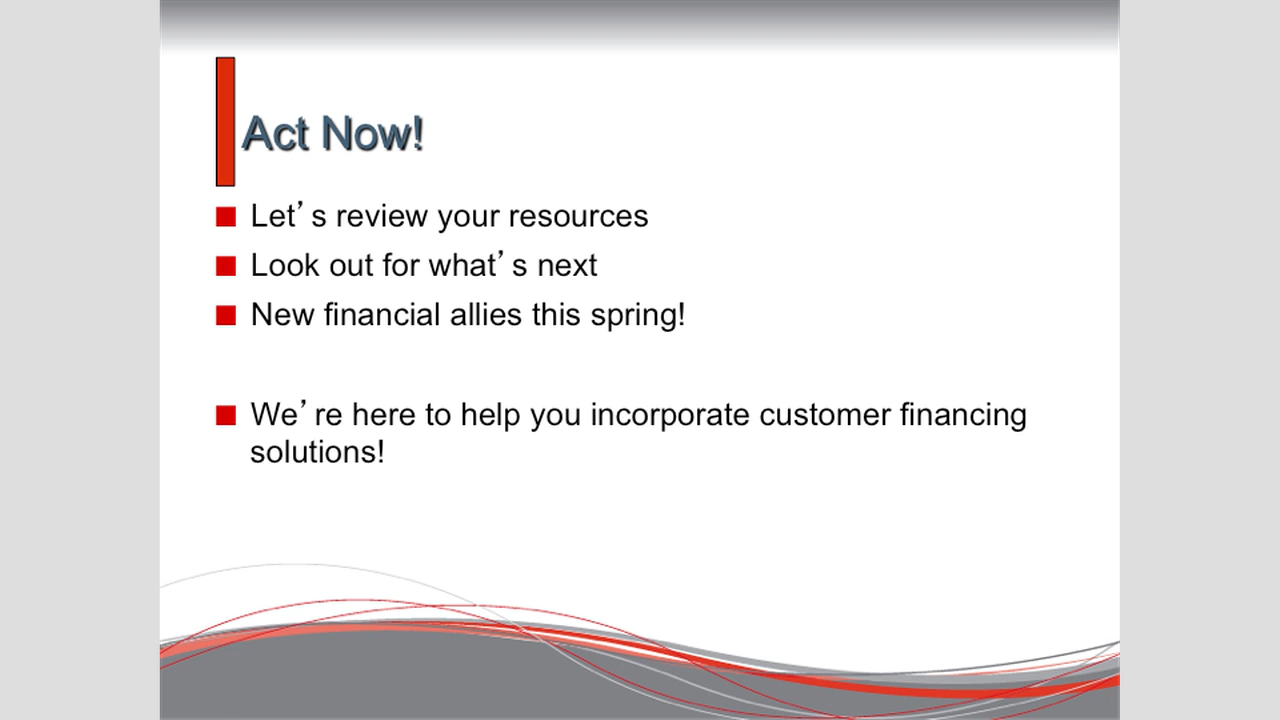 Act Now!
Let’s review your resources
Look out for what’s next
New financial allies this spring!
We’re here to help you incorporate customer financing
solutions!